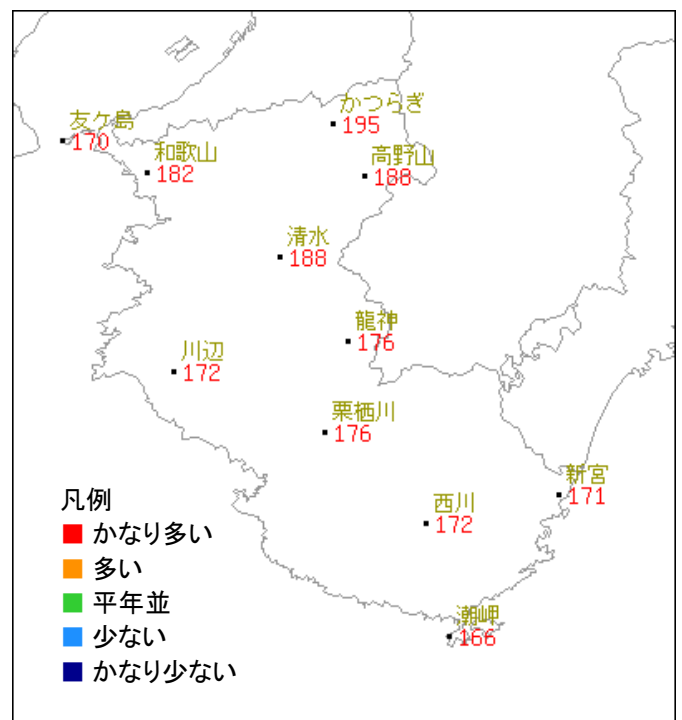 かつらぎ
195
友ケ島
170
和歌山
182
高野山
188
清水
188
龍神
176
川辺
172
栗栖川
176
新宮
171
西川
172
潮岬
166
凡例
かなり多い
多い
平年並
少ない
かなり少ない